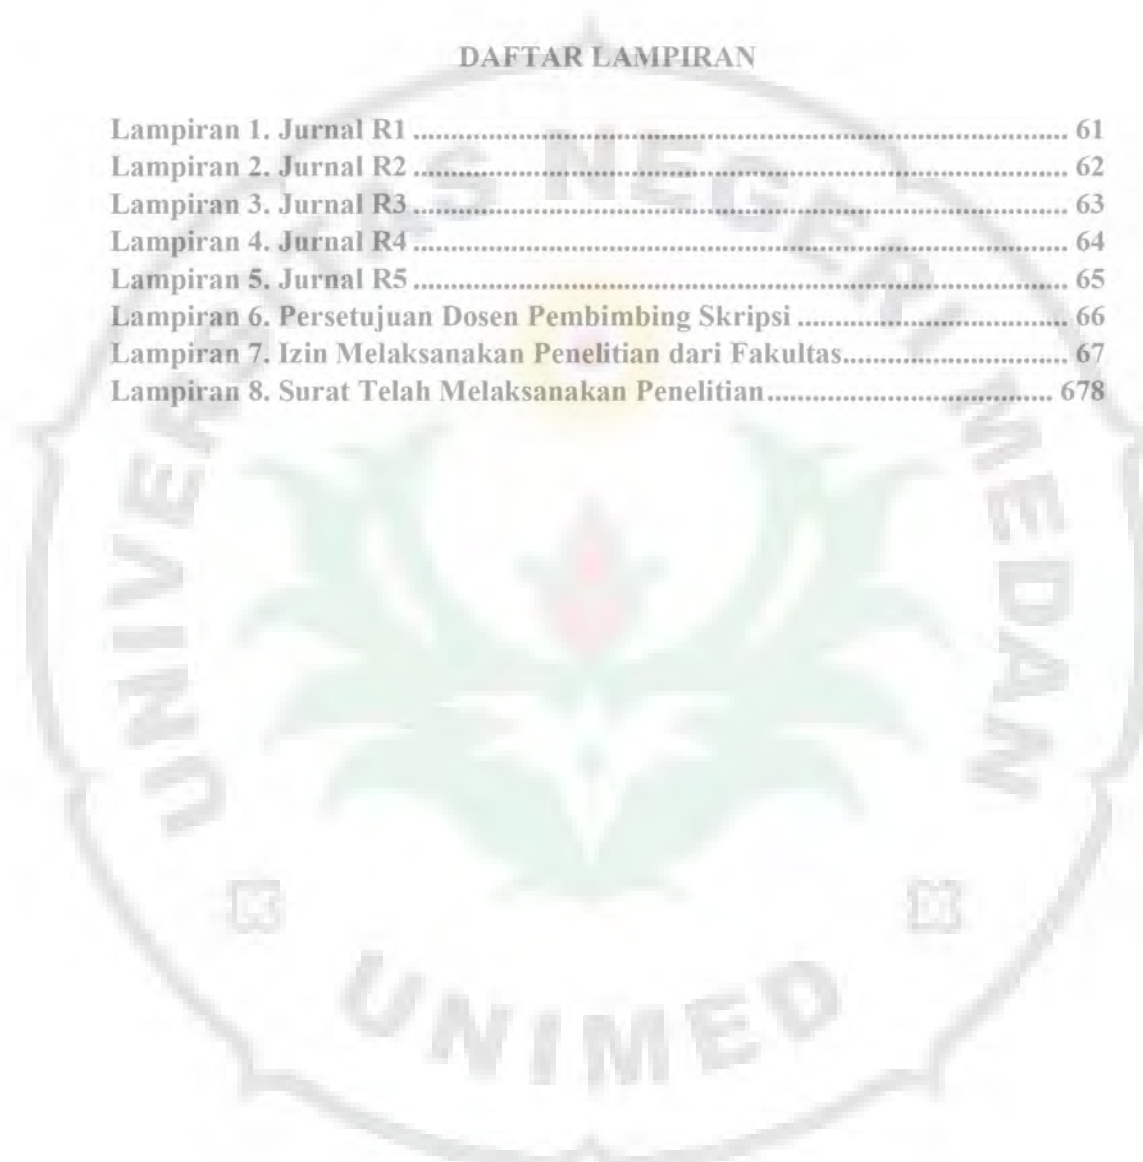 DAFTAR LAMPIRAN
Lampiran 1. Jurnal R1 ........................................................................................ 61
Lampiran 2. Jurnal R2 ........................................................................................ 62
Lampiran 3. Jurnal R3 ........................................................................................ 63
Lampiran 4. Jurnal R4 ........................................................................................ 64
Lampiran 5. Jurnal R5 ........................................................................................ 65
Lampiran 6. Persetujuan Dosen Pembimbing Skripsi .................................... 66
Lampiran 7. Izin Melaksanakan Penelitian dari Fakultas.............................. 67
Lampiran 8. Surat Telah Melaksanakan Penelitian...................................... 678
UNIVERSITAS NEGERI MEDAN
UNIMED